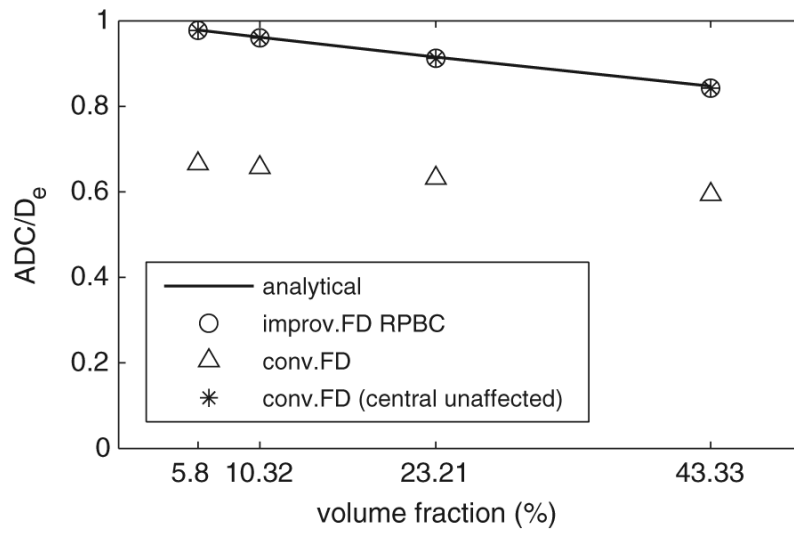 1
0.8
0.6
0.4
0.2
0
ADC/Dₑ
analytical
improv.FD RPBC
conv.FD
conv.FD (central unaffected)
5.8 10.32 23.21 43.33
volume fraction (%)